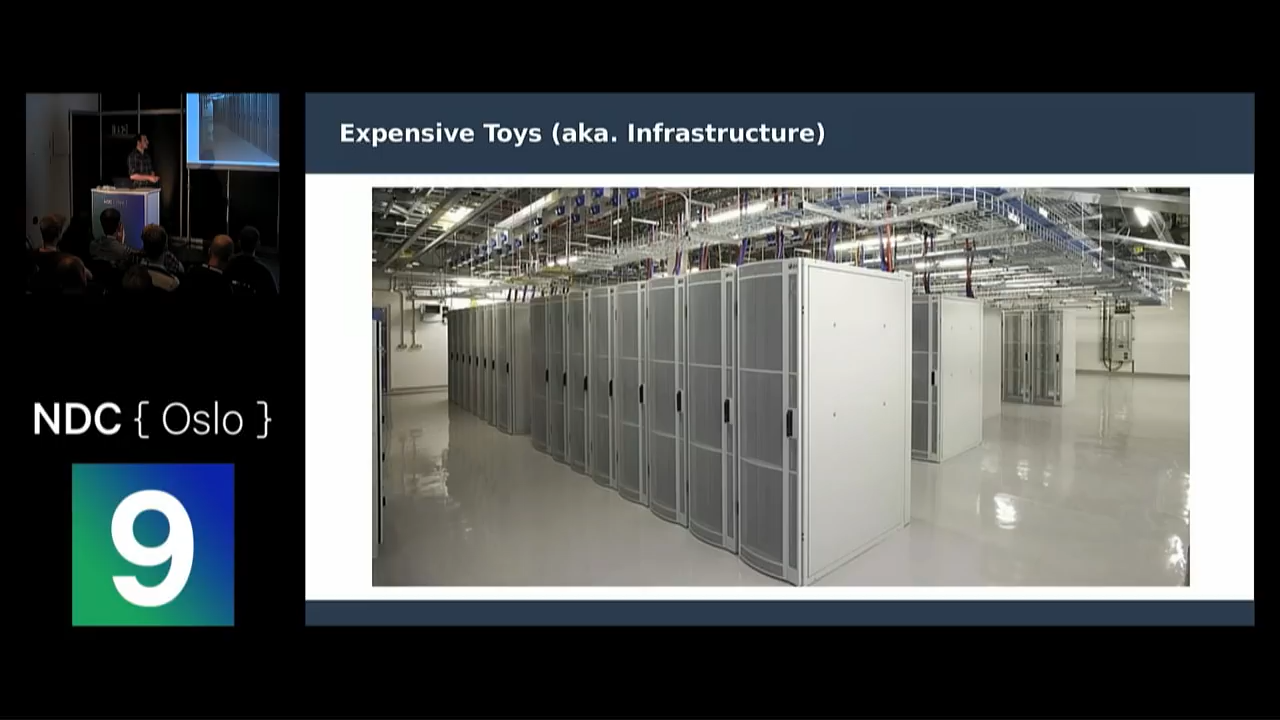 Expensive Toys (aka. Infrastructure)
NDC { Oslo }
9